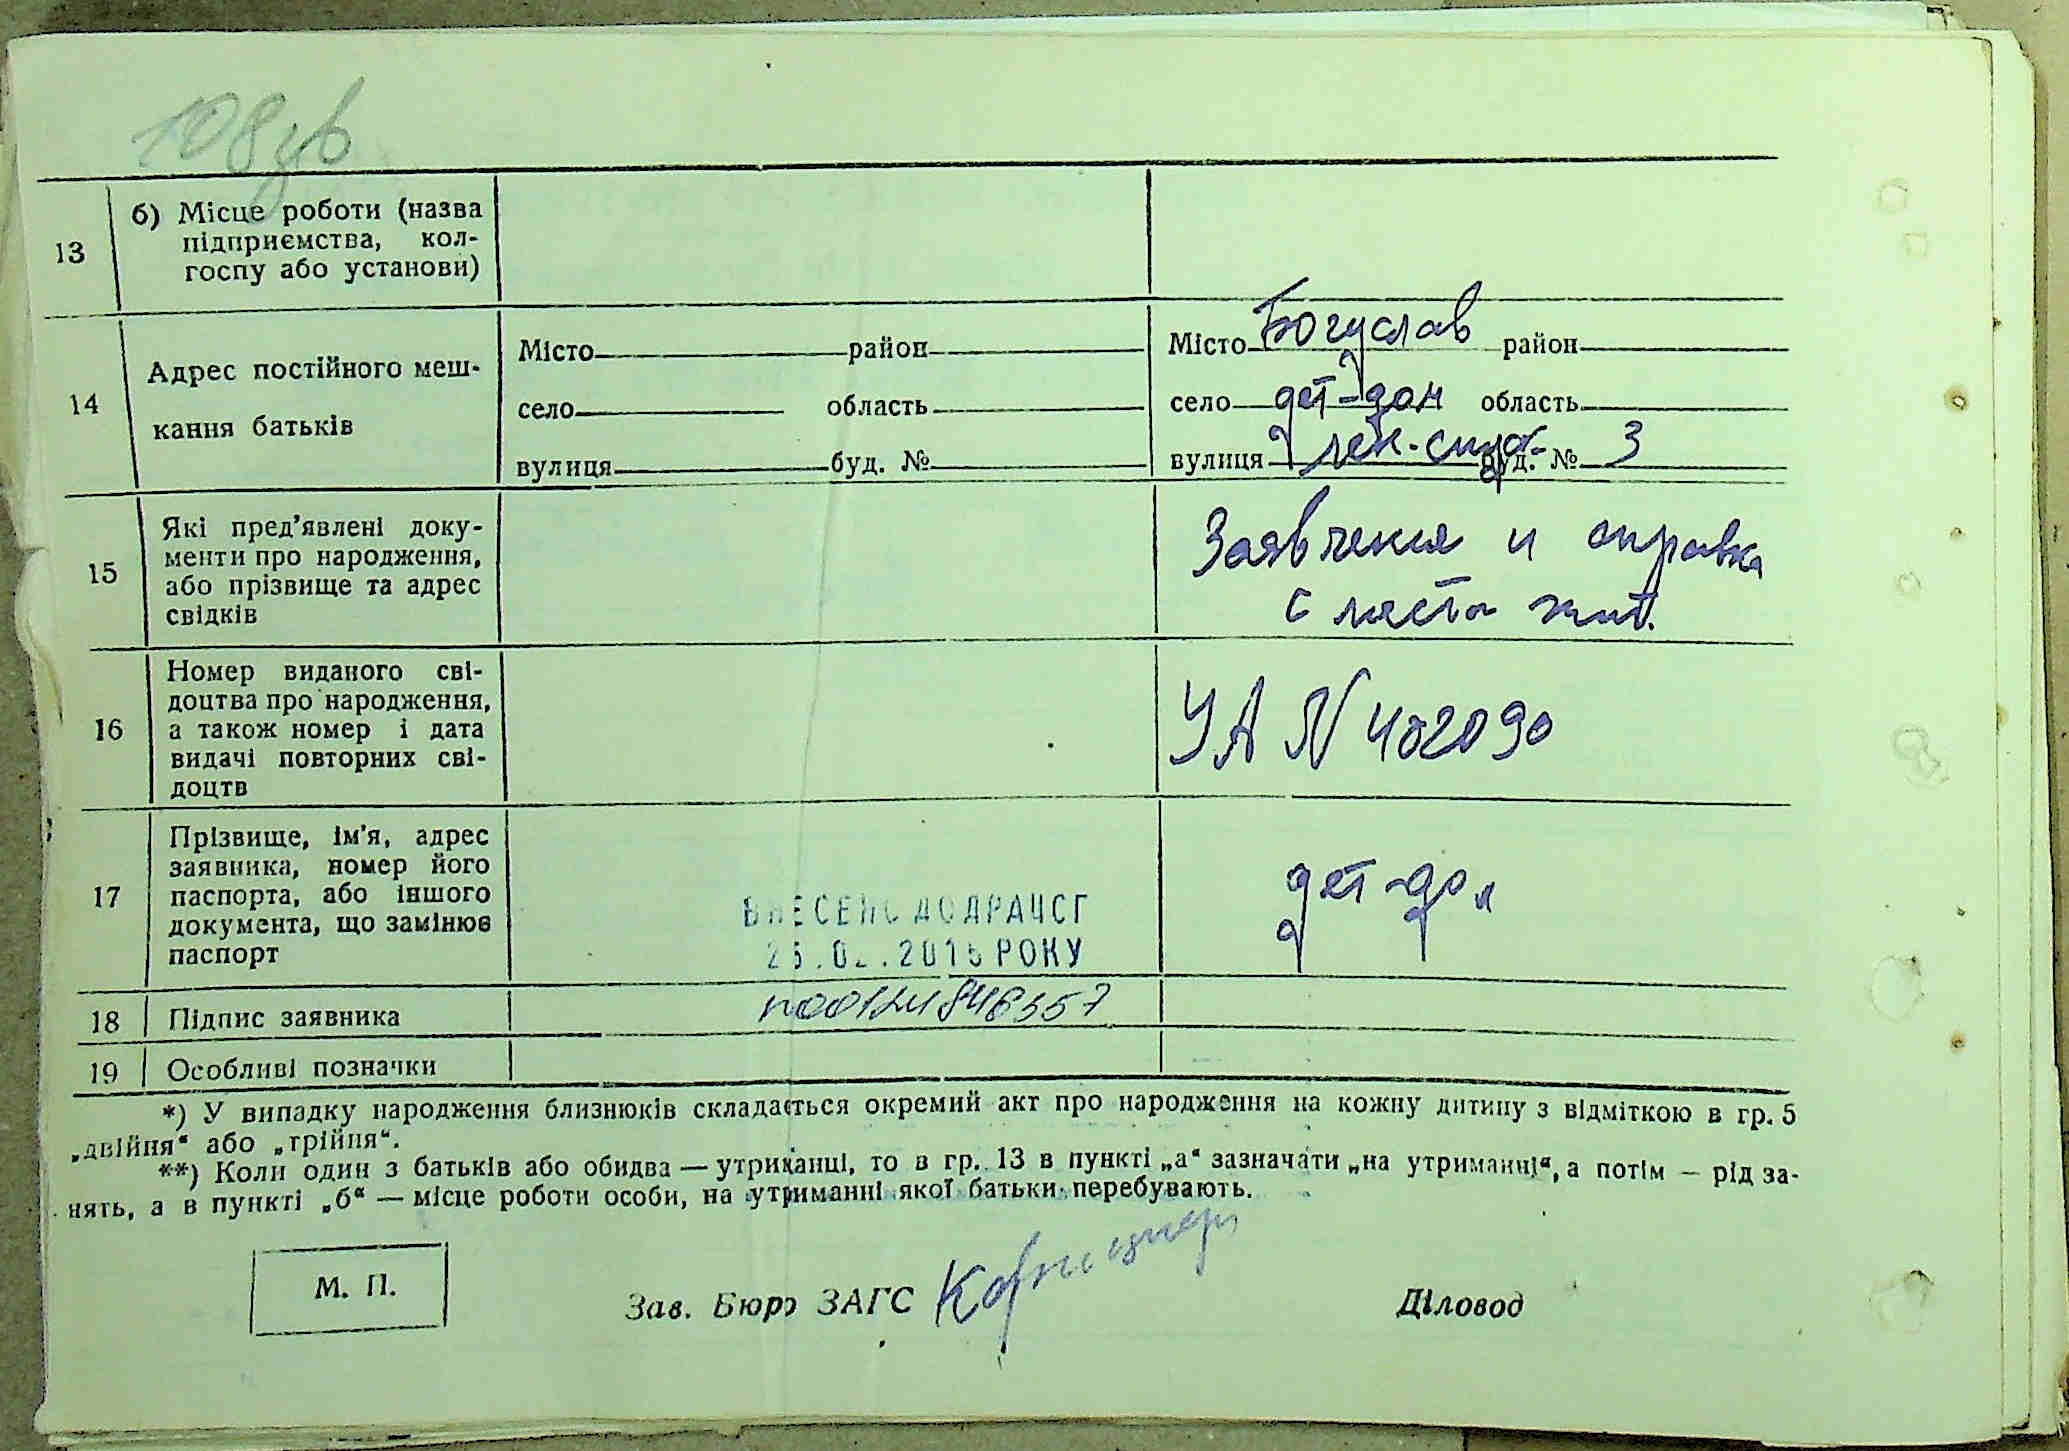 108
13
б) Місце роботи (назва
підприємства, кол-
госпу або установи)
14
Адрес постійного меш-
кання батьків
Місто район
село область
вулиця буд. №
Місто Богуслав район
село дет-дом область
вулиця буд. № 3
15
Які пред’явлені доку-
менти про народження,
або прізвище та адрес
свідків
Заявления и справка
с места жит.
16
Номер виданого сві-
доцтва про народження,
а також номер і дата
видачі повторних сві-
доцтв
УА N 402090
17
Прізвище, ім’я, адрес
заявника, номер його
паспорта, або іншого
документа, що замінює
паспорт
ВНЕСЕНО ДО ДРАЦСГ
2015 РОКУ
дет-дом
18
Підпис заявника
19
Особливі позначки
*) У випадку народження близнюків складається окремий акт про народження на кожну дитину з відміткою в гр. 5
„двійня“ або „трійня“.
**) Коли один з батьків або обидва — утриманці, то в гр. 13 в пункті „а“ зазначати „на утриманні“, а потім — рід за-
нять, а в пункті „б“ — місце роботи особи, на утриманні якої батьки перебувають.
М. П.
Зав. Бюро ЗАГС
Діловод